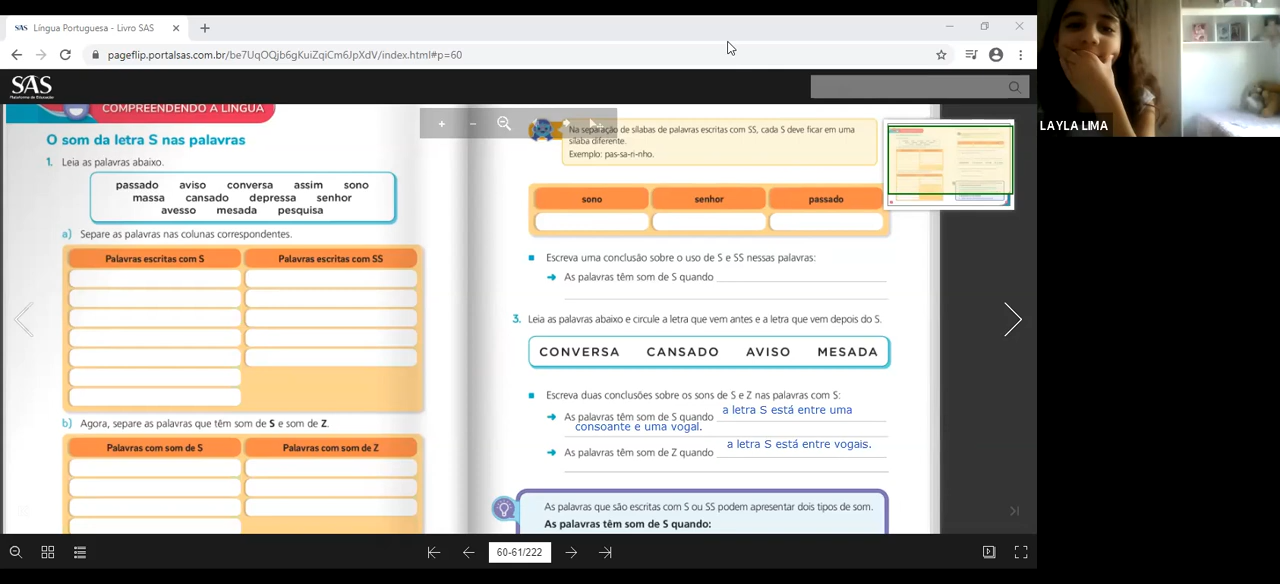 SAS Língua Portuguesa - Livro SAS
pageflip.portalsas.com/be7UqOQjb6gKuiZqiCm6JpXdV/index.html#p=60
SAS
Plataforma de Educação
LAYLA LIMA
COMPREENDENDO A LÍNGUA
O som da letra S nas palavras
1. Leia as palavras abaixo.
passado aviso conversa assim sono
massa cansado depressa senhor
avesso mesada pesquisa
a) Separe as palavras nas colunas correspondentes.
Palavras escritas com S Palavras escritas com SS
b) Agora, separe as palavras que têm som de S e som de Z.
Palavras com som de S Palavras com som de Z
Na separação de sílabas de palavras escritas com SS, cada S deve ficar em uma
sílaba diferente.
Exemplo: pas-sa-ri-nho.
sono senhor passado
Escreva uma conclusão sobre o uso de S e SS nessas palavras:
As palavras têm som de S quando
3. Leia as palavras abaixo e circule a letra que vem antes e a letra que vem depois do S.
CONVERSA CANSADO AVISO MESADA
Escreva duas conclusões sobre os sons de S e Z nas palavras com S:
As palavras têm som de S quando a letra S está entre uma
consoante e uma vogal.
As palavras têm som de Z quando a letra S está entre vogais.
As palavras que são escritas com S ou SS podem apresentar dois tipos de som.
As palavras têm som de S quando:
60-61/222